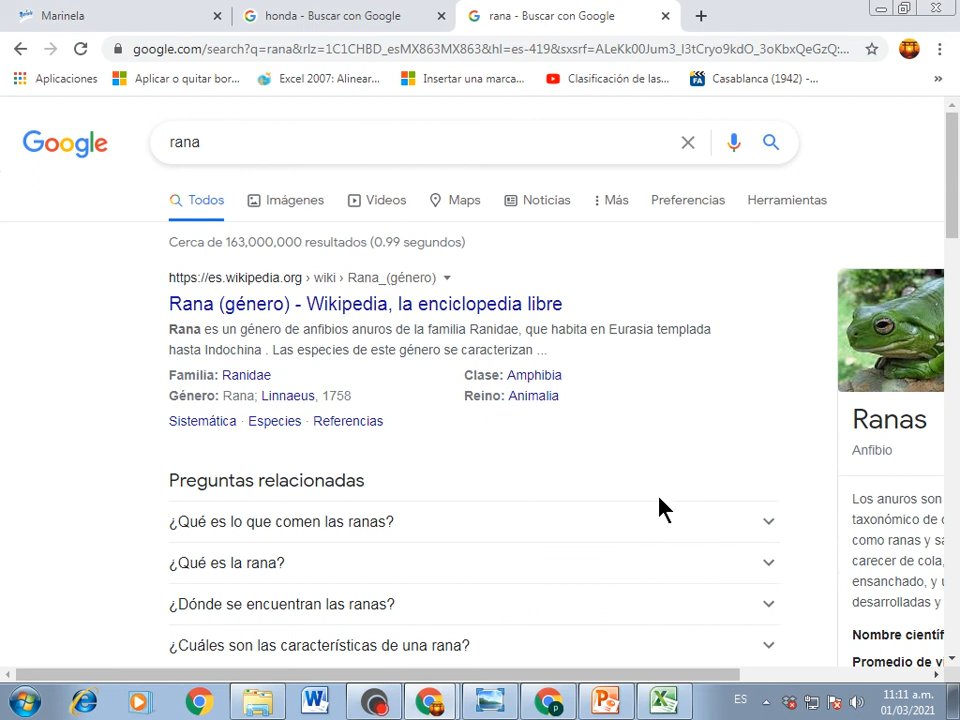 Marinela
honda - Buscar con Google
rana - Buscar con Google
google.com/search?q=rana&rlz=1C1CHBD_esMX863MX863&hl=es-419&sxsrf=ALeKk00Jum3_l3tCryo9kdO_3oKbxQeGzQ:...
Aplicaciones
Aplicar o quitar bor...
Excel 2007: Alinear...
Insertar una marca...
Clasificación de las...
Casablanca (1942) -...
»
Google
rana
Todos
Imágenes
Videos
Maps
Noticias
Más
Preferencias
Herramientas
Cerca de 163,000,000 resultados (0.99 segundos)
https://es.wikipedia.org › wiki › Rana_(género)
Rana (género) - Wikipedia, la enciclopedia libre
Rana es un género de anfibios anuros de la familia Ranidae, que habita en Eurasia templada
hasta Indochina . Las especies de este género se caracterizan ...
Familia: Ranidae
Clase: Amphibia
Género: Rana; Linnaeus, 1758
Reino: Animalia
Sistemática · Especies · Referencias
Preguntas relacionadas
¿Qué es lo que comen las ranas?
¿Qué es la rana?
¿Dónde se encuentran las ranas?
¿Cuáles son las características de una rana?
Ranas
Anfibio
Los anuros son
taxonómico de
como ranas y
carecer de cola,
ensanchado, y
desarrolladas y
Nombre científ
Promedio de
ES
11:11 a.m.
01/03/2021